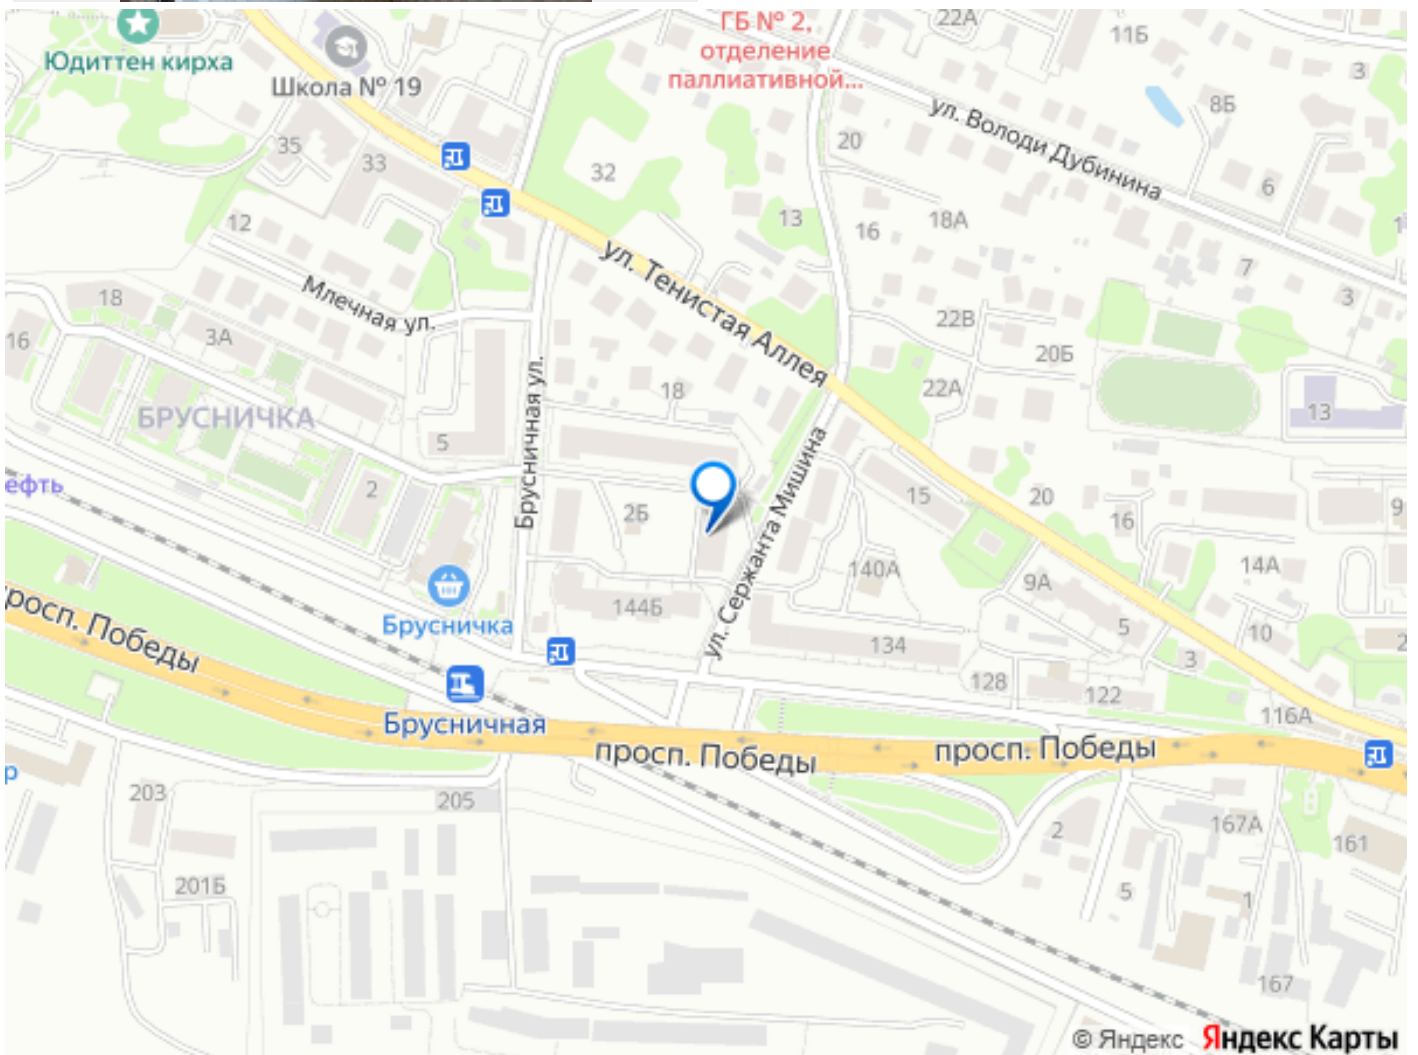 ГБ № 2,
отделение
паллиативной...
22А
11Б
Юдиттен кирха
Школа № 19
3
8Б
ул. Володи Дубинина
20
35
33
32
6
12
13
16
18А
1
ул. Тенистая Аллея
7
3
Млечная ул.
18
16
3А
22В
20Б
22А
18
13
БРУСНИЧКА
5
Брусничная ул.
ул. Сержанта Мишина
ефть
2
2Б
15
20
16
9
14А
140А
9А
144Б
Брусничка
134
5
10
2
3
128
122
116А
росп. Победы
Брусничная
просп. Победы
просп. Победы
р
203
205
2
167А
161
201Б
5
1
167
© Яндекс Яндекс Карты